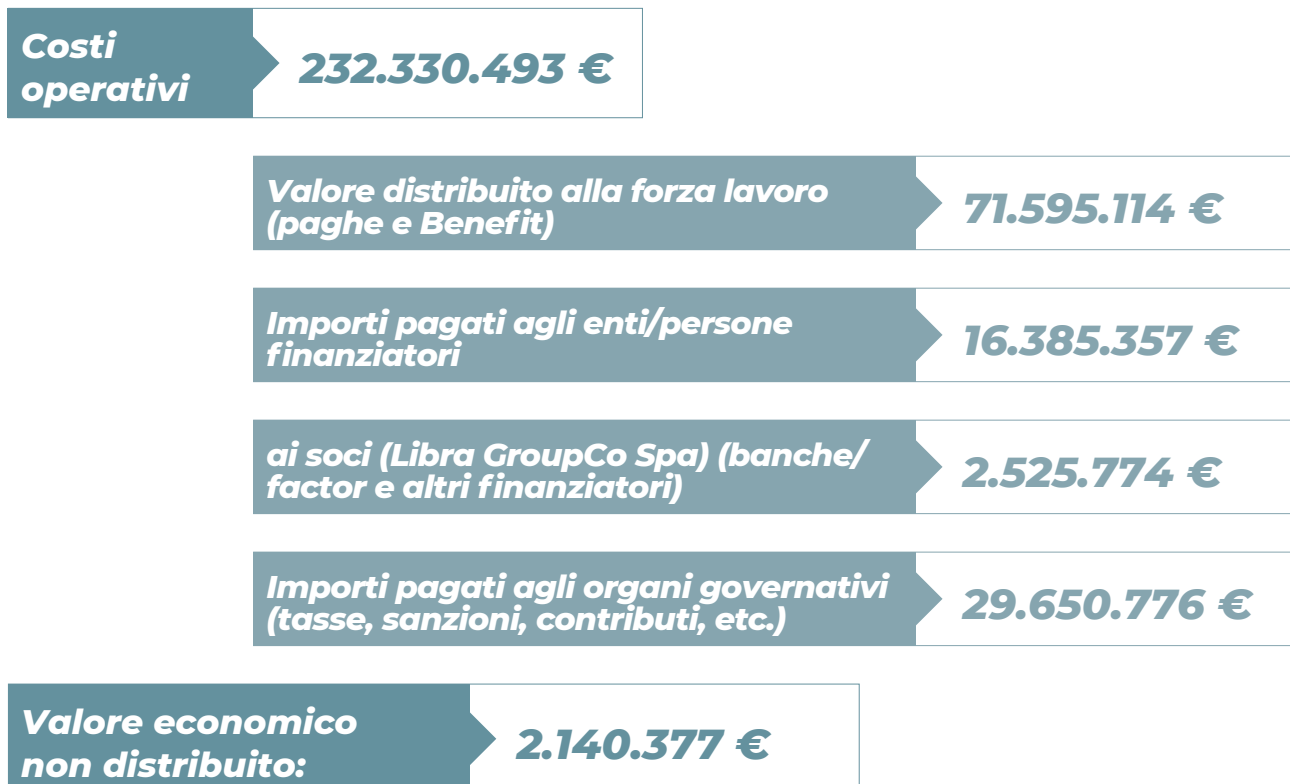 Costi
operativi
232.330.493 €
Valore distribuito alla forza lavoro
(paghe e Benefit)
71.595.114 €
Importi pagati agli enti/persone
finanziatori
16.385.357 €
ai soci (Libra GroupCo Spa) (banche/
factor e altri finanziatori)
2.525.774 €
Importi pagati agli organi governativi
(tasse, sanzioni, contributi, etc.)
29.650.776 €
Valore economico
non distribuito:
2.140.377 €